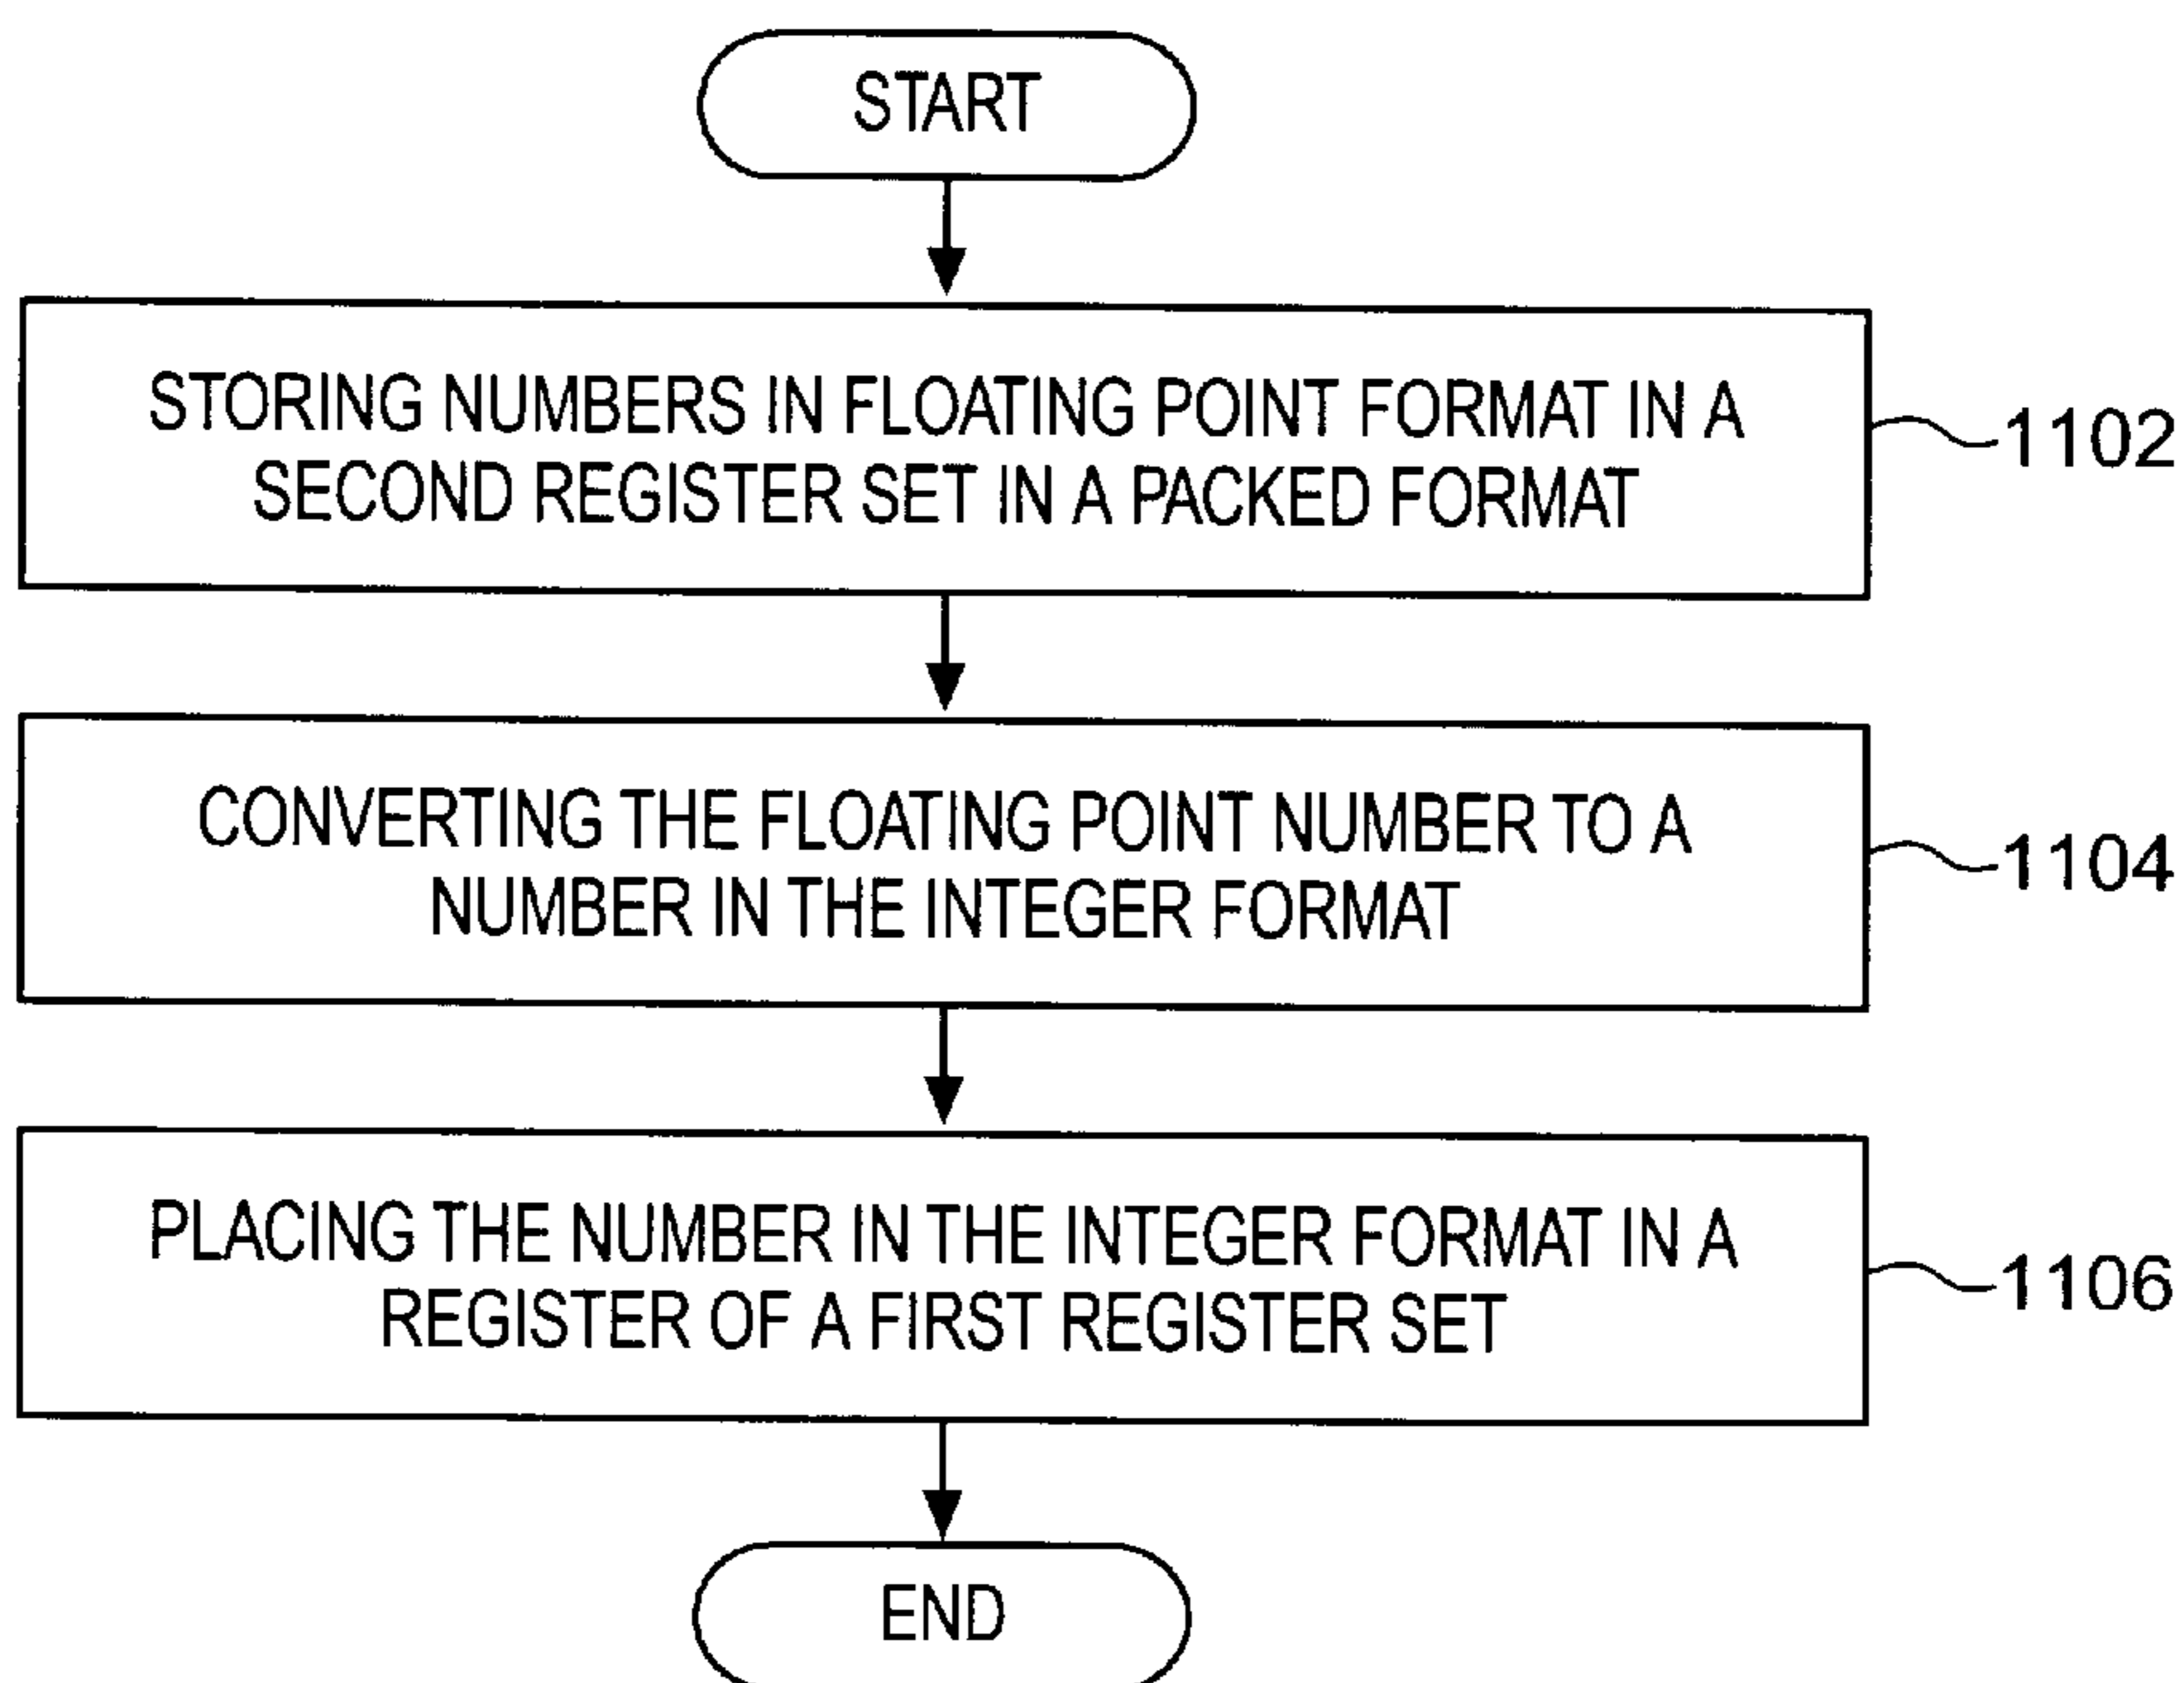 START
STORING NUMBERS IN FLOATING POINT FORMAT IN A
SECOND REGISTER SET IN A PACKED FORMAT
1102
CONVERTING THE FLOATING POINT NUMBER TO A
NUMBER IN THE INTEGER FORMAT
1104
PLACING THE NUMBER IN THE INTEGER FORMAT IN A
REGISTER OF A FIRST REGISTER SET
1106
END